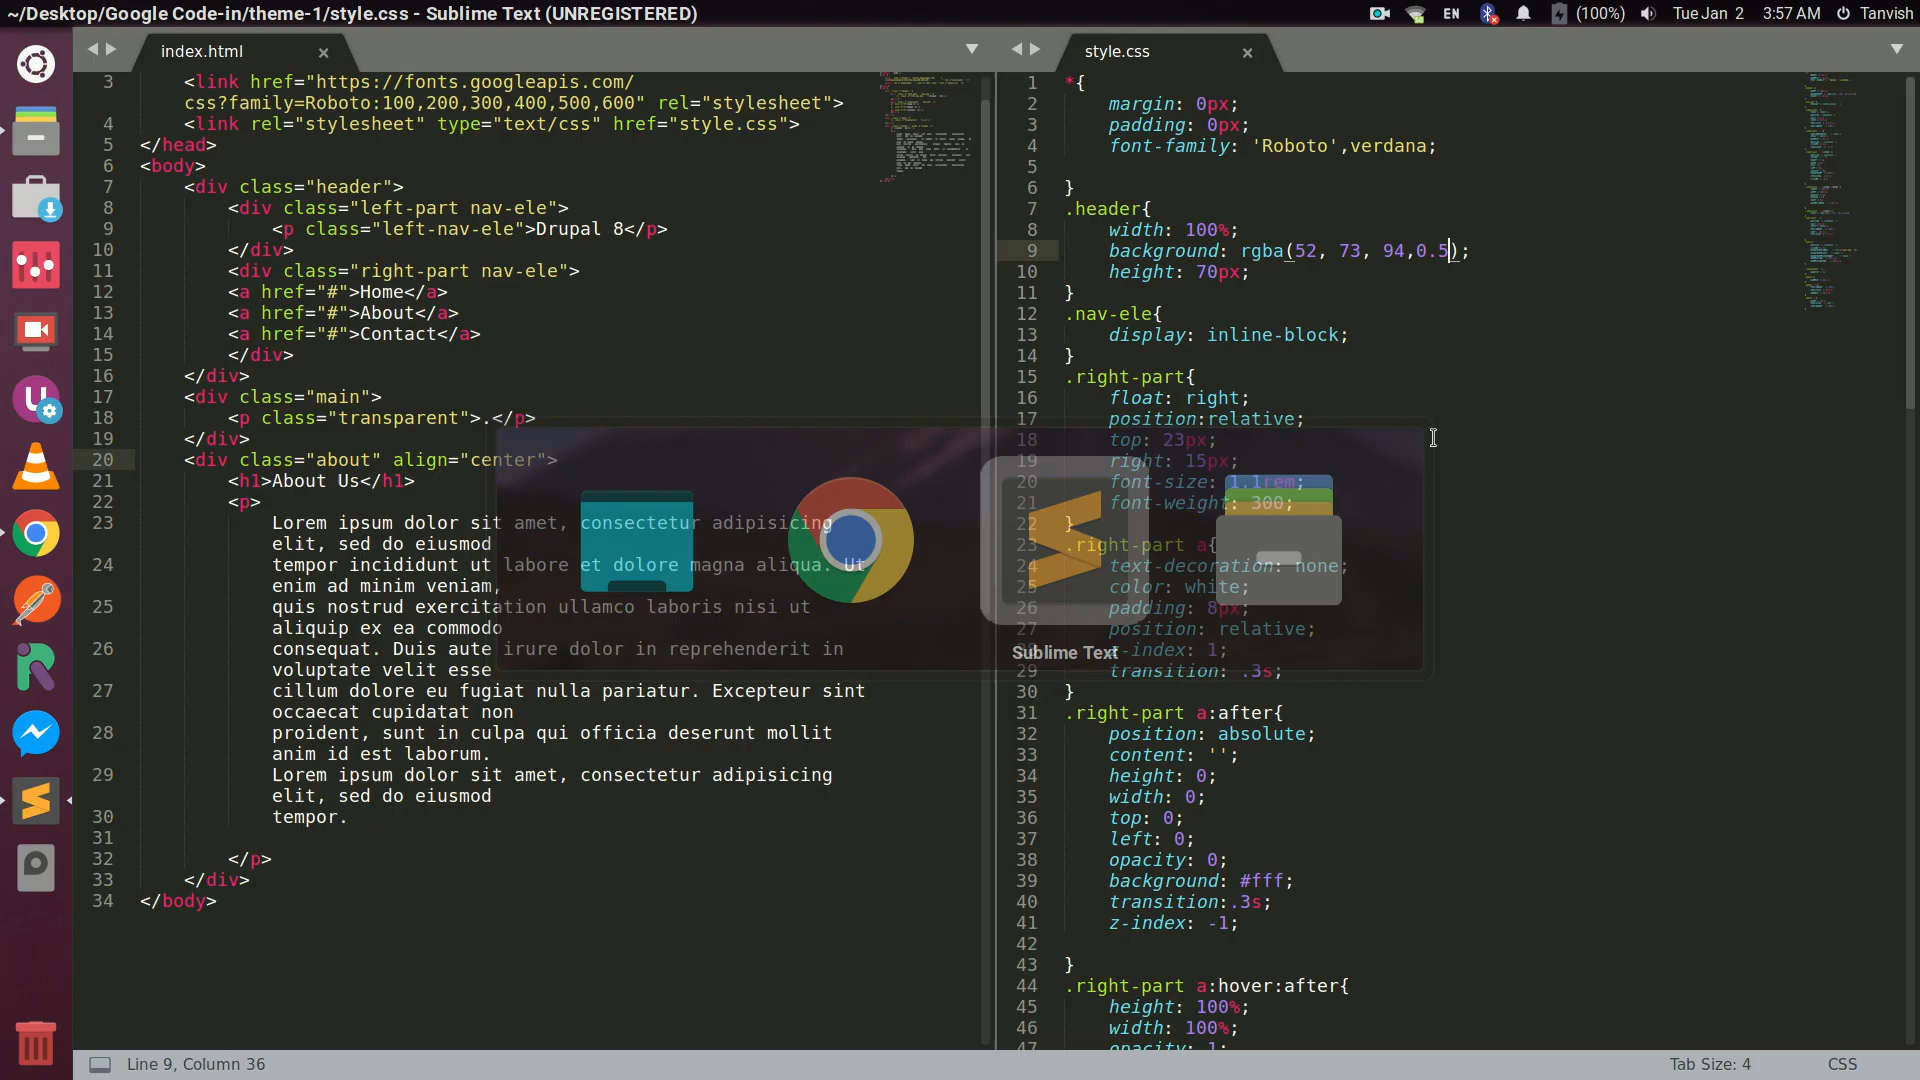 ~/Desktop/Google Code-in/theme-1/style.css - Sublime Text (UNREGISTERED)
EN (100%) Tue Jan 2 3:57 AM Tanvish
index.html
3 <link href="https://fonts.googleapis.com/
css?family=Roboto:100,200,300,400,500,600" rel="stylesheet">
4 <link rel="stylesheet" type="text/css" href="style.css">
5 </head>
6 <body>
7 <div class="header">
8 <div class="left-part nav-ele">
9 <p class="left-nav-ele">Drupal 8</p>
10 </div>
11 <div class="right-part nav-ele">
12 <a href="#">Home</a>
13 <a href="#">About</a>
14 <a href="#">Contact</a>
15 </div>
16 </div>
17 <div class="main">
18 <p class="transparent">.</p>
19 </div>
20 <div class="about" align="center">
21 <h1>About Us</h1>
22 <p>
23 Lorem ipsum dolor sit amet, consectetur adipisicing
elit, sed do eiusmod
24 tempor incididunt ut labore et dolore magna aliqua. Ut
enim ad minim veniam,
25 quis nostrud exercitation ullamco laboris nisi ut
aliquip ex ea commodo
26 consequat. Duis aute irure dolor in reprehenderit in
voluptate velit esse
27 cillum dolore eu fugiat nulla pariatur. Excepteur sint
occaecat cupidatat non
28 proident, sunt in culpa qui officia deserunt mollit
anim id est laborum.
29 Lorem ipsum dolor sit amet, consectetur adipisicing
elit, sed do eiusmod
30 tempor.
31
32 </p>
33 </div>
34 </body>
style.css
1 *{
2 margin: 0px;
3 padding: 0px;
4 font-family: 'Roboto',verdana;
5
6 }
7 .header{
8 width: 100%;
9 background: rgba(52, 73, 94,0.5);
10 height: 70px;
11 }
12 .nav-ele{
13 display: inline-block;
14 }
15 .right-part{
16 float: right;
17 position:relative;
18 top: 23px;
19 right: 15px;
20 font-size: 1.1rem;
21 font-weight: 300;
22 }
23 .right-part a{
24 text-decoration: none;
25 color: white;
26 padding: 8px;
27 position: relative;
28 z-index: 1;
29 transition: .3s;
30 }
31 .right-part a:after{
32 position: absolute;
33 content: '';
34 height: 0;
35 width: 0;
36 top: 0;
37 left: 0;
38 opacity: 0;
39 background: #fff;
40 transition:.3s;
41 z-index: -1;
42
43 }
44 .right-part a:hover:after{
45 height: 100%;
46 width: 100%;
47 opacity: 1;
Sublime Text
Line 9, Column 36
Tab Size: 4
CSS